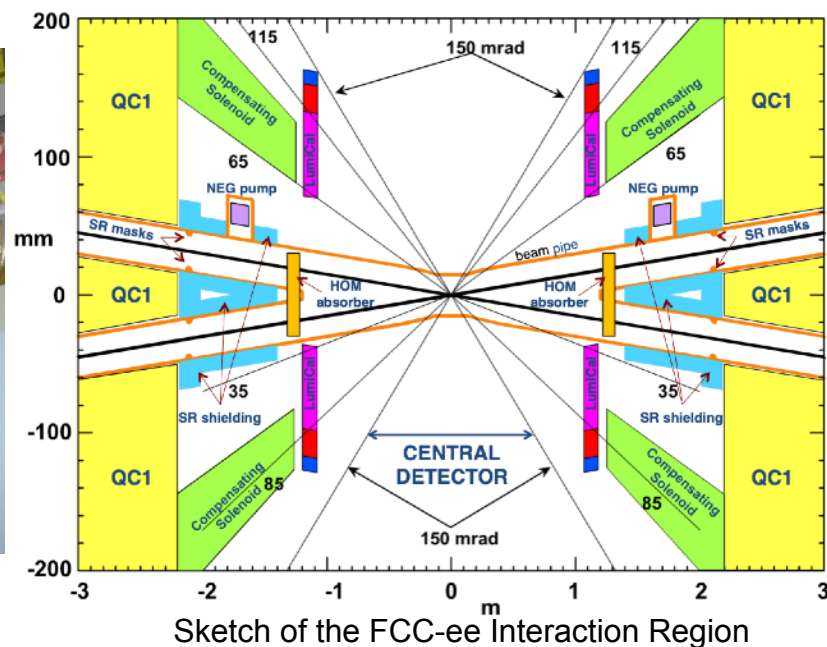 200
100
mm
0
-100
-200
115
150 mrad
115
QC1
Compensating
Solenoid
LumiCal
LumiCal
Compensating
Solenoid
QC1
65
65
NEG pump
NEG pump
SR masks
SR masks
beam pipe
QC1
HOM
absorber
HOM
absorber
QC1
35
35
SR shielding
SR shielding
LumiCal
LumiCal
CENTRAL
DETECTOR
QC1
Compensating
Solenoid
85
Compensating
Solenoid
85
QC1
150 mrad
-3
-2
-1
0
1
2
3
m
Sketch of the FCC-ee Interaction Region